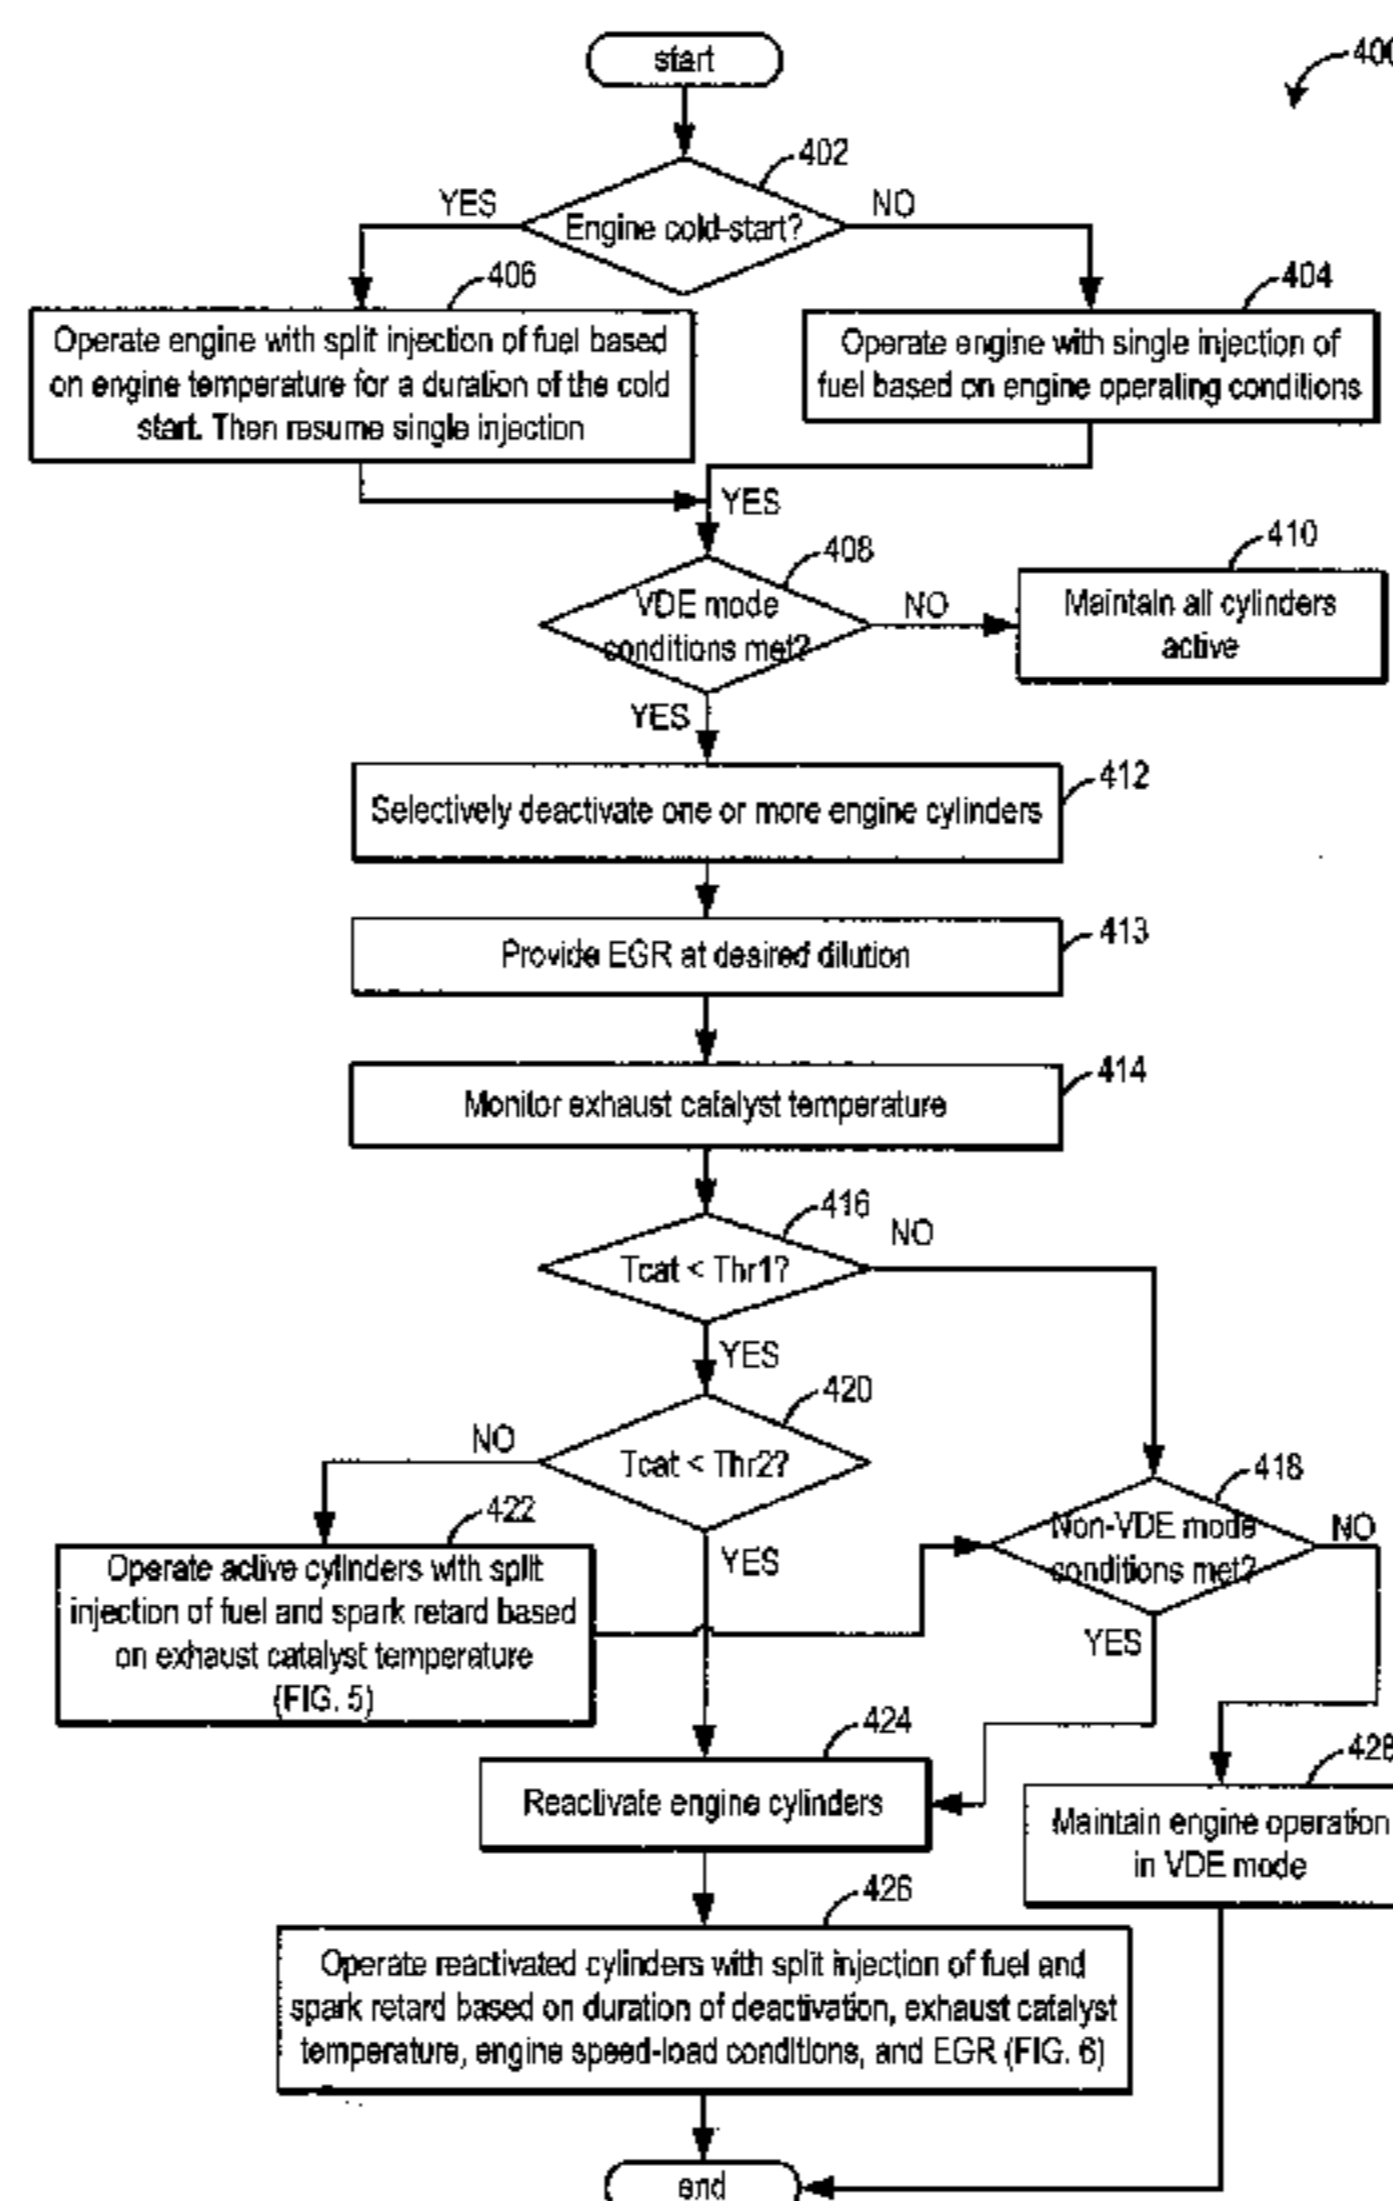 start
400
402
YES
Engine cold-start?
NO
406
404
Operate engine with split injection of fuel based
on engine temperature for a duration of the cold
start. Then resume single injection
Operate engine with single injection of
fuel based on engine operating conditions
YES
408
410
VDE mode
conditions met?
NO
Maintain all cylinders
active
YES
412
Selectively deactivate one or more engine cylinders
413
Provide EGR at desired dilution
414
Monitor exhaust catalyst temperature
416
NO
Tcat < Thr1?
YES
420
NO
Tcat < Thr2?
418
422
Non-VDE mode
conditions met?
NO
YES
Operate active cylinders with split
injection of fuel and spark retard based
on exhaust catalyst temperature
(FIG. 5)
YES
424
428
Reactivate engine cylinders
Maintain engine operation
in VDE mode
426
Operate reactivated cylinders with split injection of fuel and
spark retard based on duration of deactivation, exhaust catalyst
temperature, engine speed-load conditions, and EGR (FIG. 6)
end